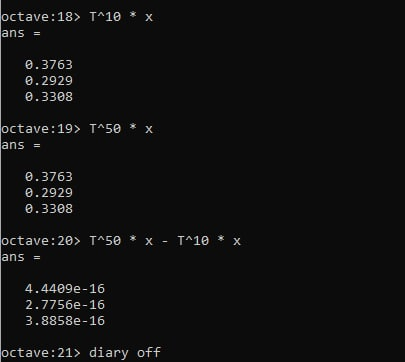 octave:18> T^10 * x
ans =
0.3763
0.2929
0.3308
octave:19> T^50 * x
ans =
0.3763
0.2929
0.3308
octave:20> T^50 * x - T^10 * x
ans =
4.4409e-16
2.7756e-16
3.8858e-16
octave:21> diary off